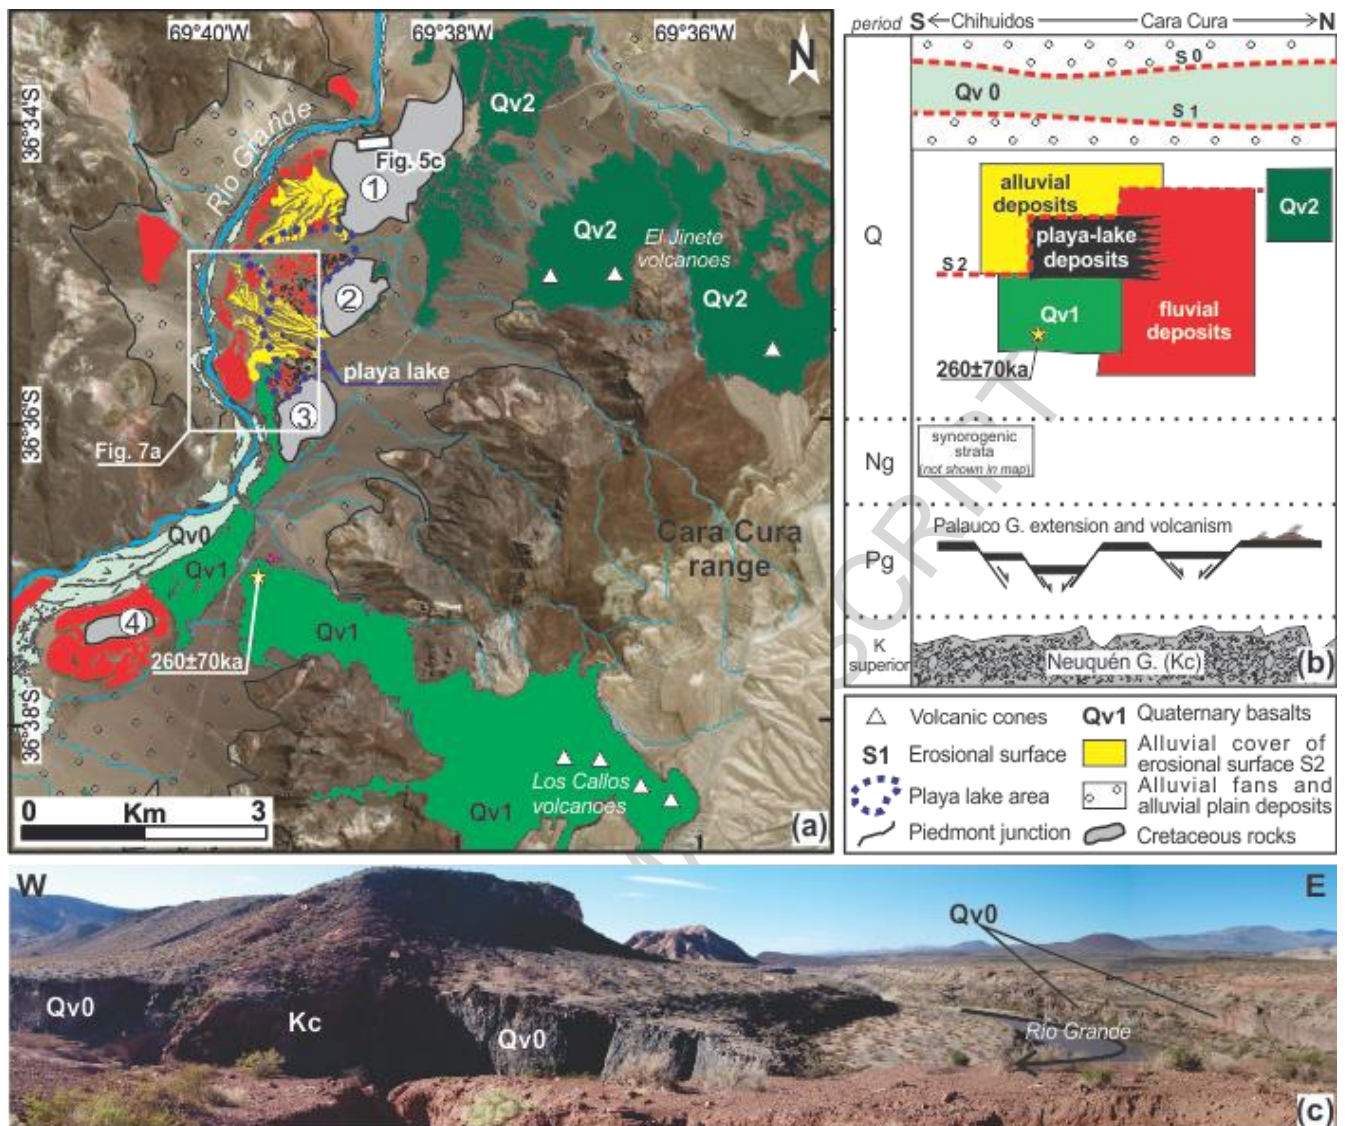 69°40'W
69°38'W
69°36'W
N
36°34'S
36°36'S
36°38'S
Rio Grande
Qv2
Fig. 5c
1
Qv2
El Jinete
volcanoes
Qv2
2
playa lake
3
Fig. 7a
Cara Cura
range
Qv0
Qv1
4
Qv1
260±70ka
Los Callos
volcanoes
Qv1
0 Km 3
(a)
period S Chihuidos Cara Cura N
S 0
Qv 0
S 1
Q
alluvial
deposits
Qv2
playa-lake
deposits
S 2
Qv1
fluvial
deposits
260±70ka
Ng
synorogenic
strata
(not shown in map)
Pg
Palauco G. extension and volcanism
K
superior
Neuquén G. (Kc)
(b)
Volcanic cones
S1 Erosional surface
Playa lake area
Piedmont junction
Qv1 Quaternary basalts
Alluvial cover of
erosional surface S2
Alluvial fans and
alluvial plain deposits
Cretaceous rocks
SCRIPT
W
E
Qv0
Qv0
Kc
Qv0
Rio Grande
(c)